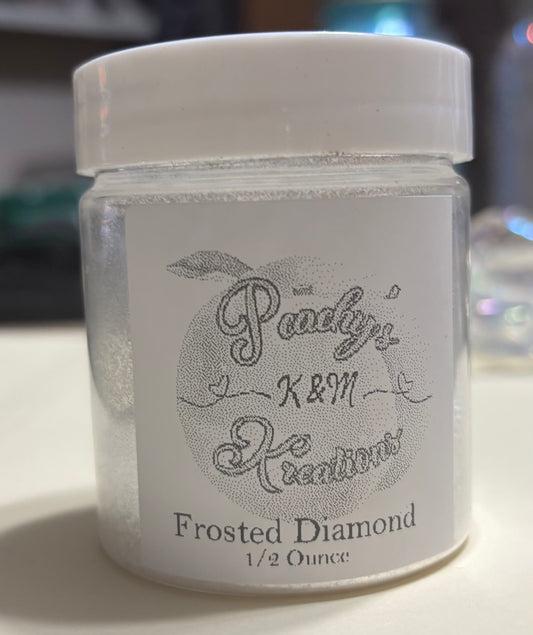 Peachy's
K & M
Kreations
Frosted Diamond
1/2 Ounce